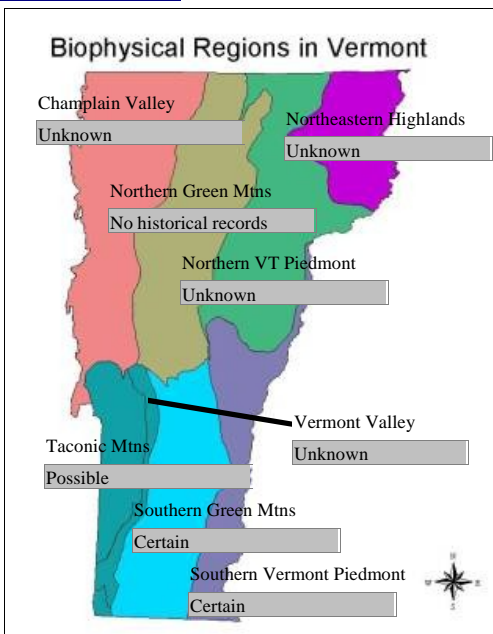 Biophysical Regions in Vermont
Champlain Valley
Unknown
Northeastern Highlands
Unknown
Northern Green Mtns
No historical records
Northern VT Piedmont
Unknown
Vermont Valley
Unknown
Taconic Mtns
Possible
Southern Green Mtns
Certain
Southern Vermont Piedmont
Certain
N
W
E
S